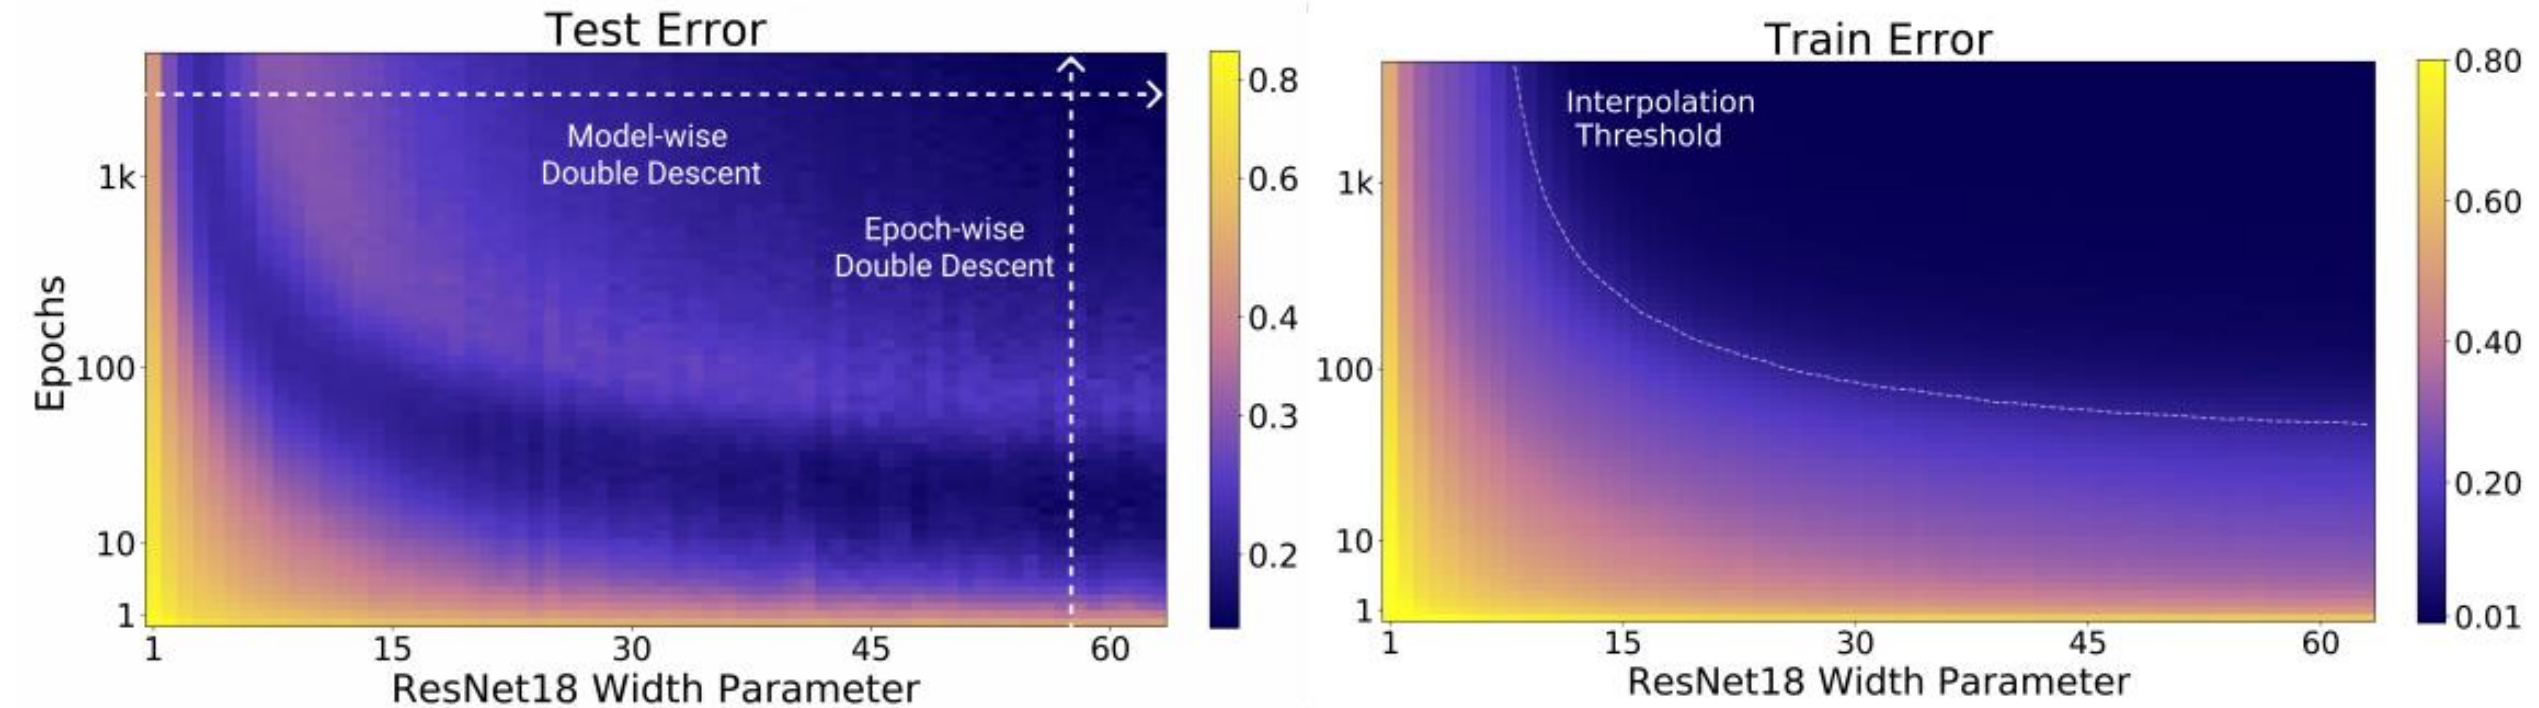 Test Error
Model-wise
Double Descent
Epoch-wise
Double Descent
Epochs
1k
100
10
1
1
15
30
45
60
ResNet18 Width Parameter
0.8
0.6
0.4
0.3
0.2
Train Error
Interpolation
Threshold
1k
100
10
1
1
15
30
45
60
ResNet18 Width Parameter
0.80
0.60
0.40
0.20
0.01